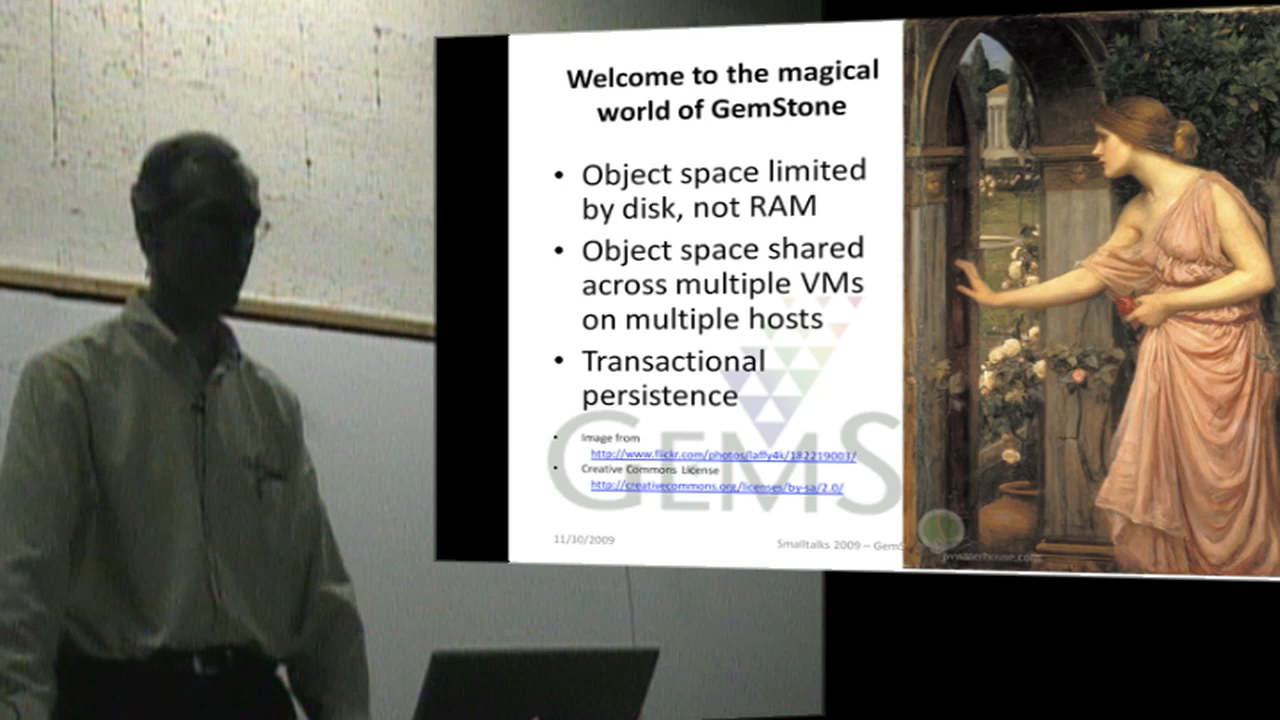 Welcome to the magical
world of GemStone
• Object space limited
by disk, not RAM
• Object space shared
across multiple VMs
on multiple hosts
• Transactional
persistence
GEMS
• Image from
http://www.flickr.com/photos/laffy4k/182219003/
• Creative Commons License
http://creativecommons.org/licenses/by-sa/2.0/
11/30/2009
Smalltalks 2009 – GemS